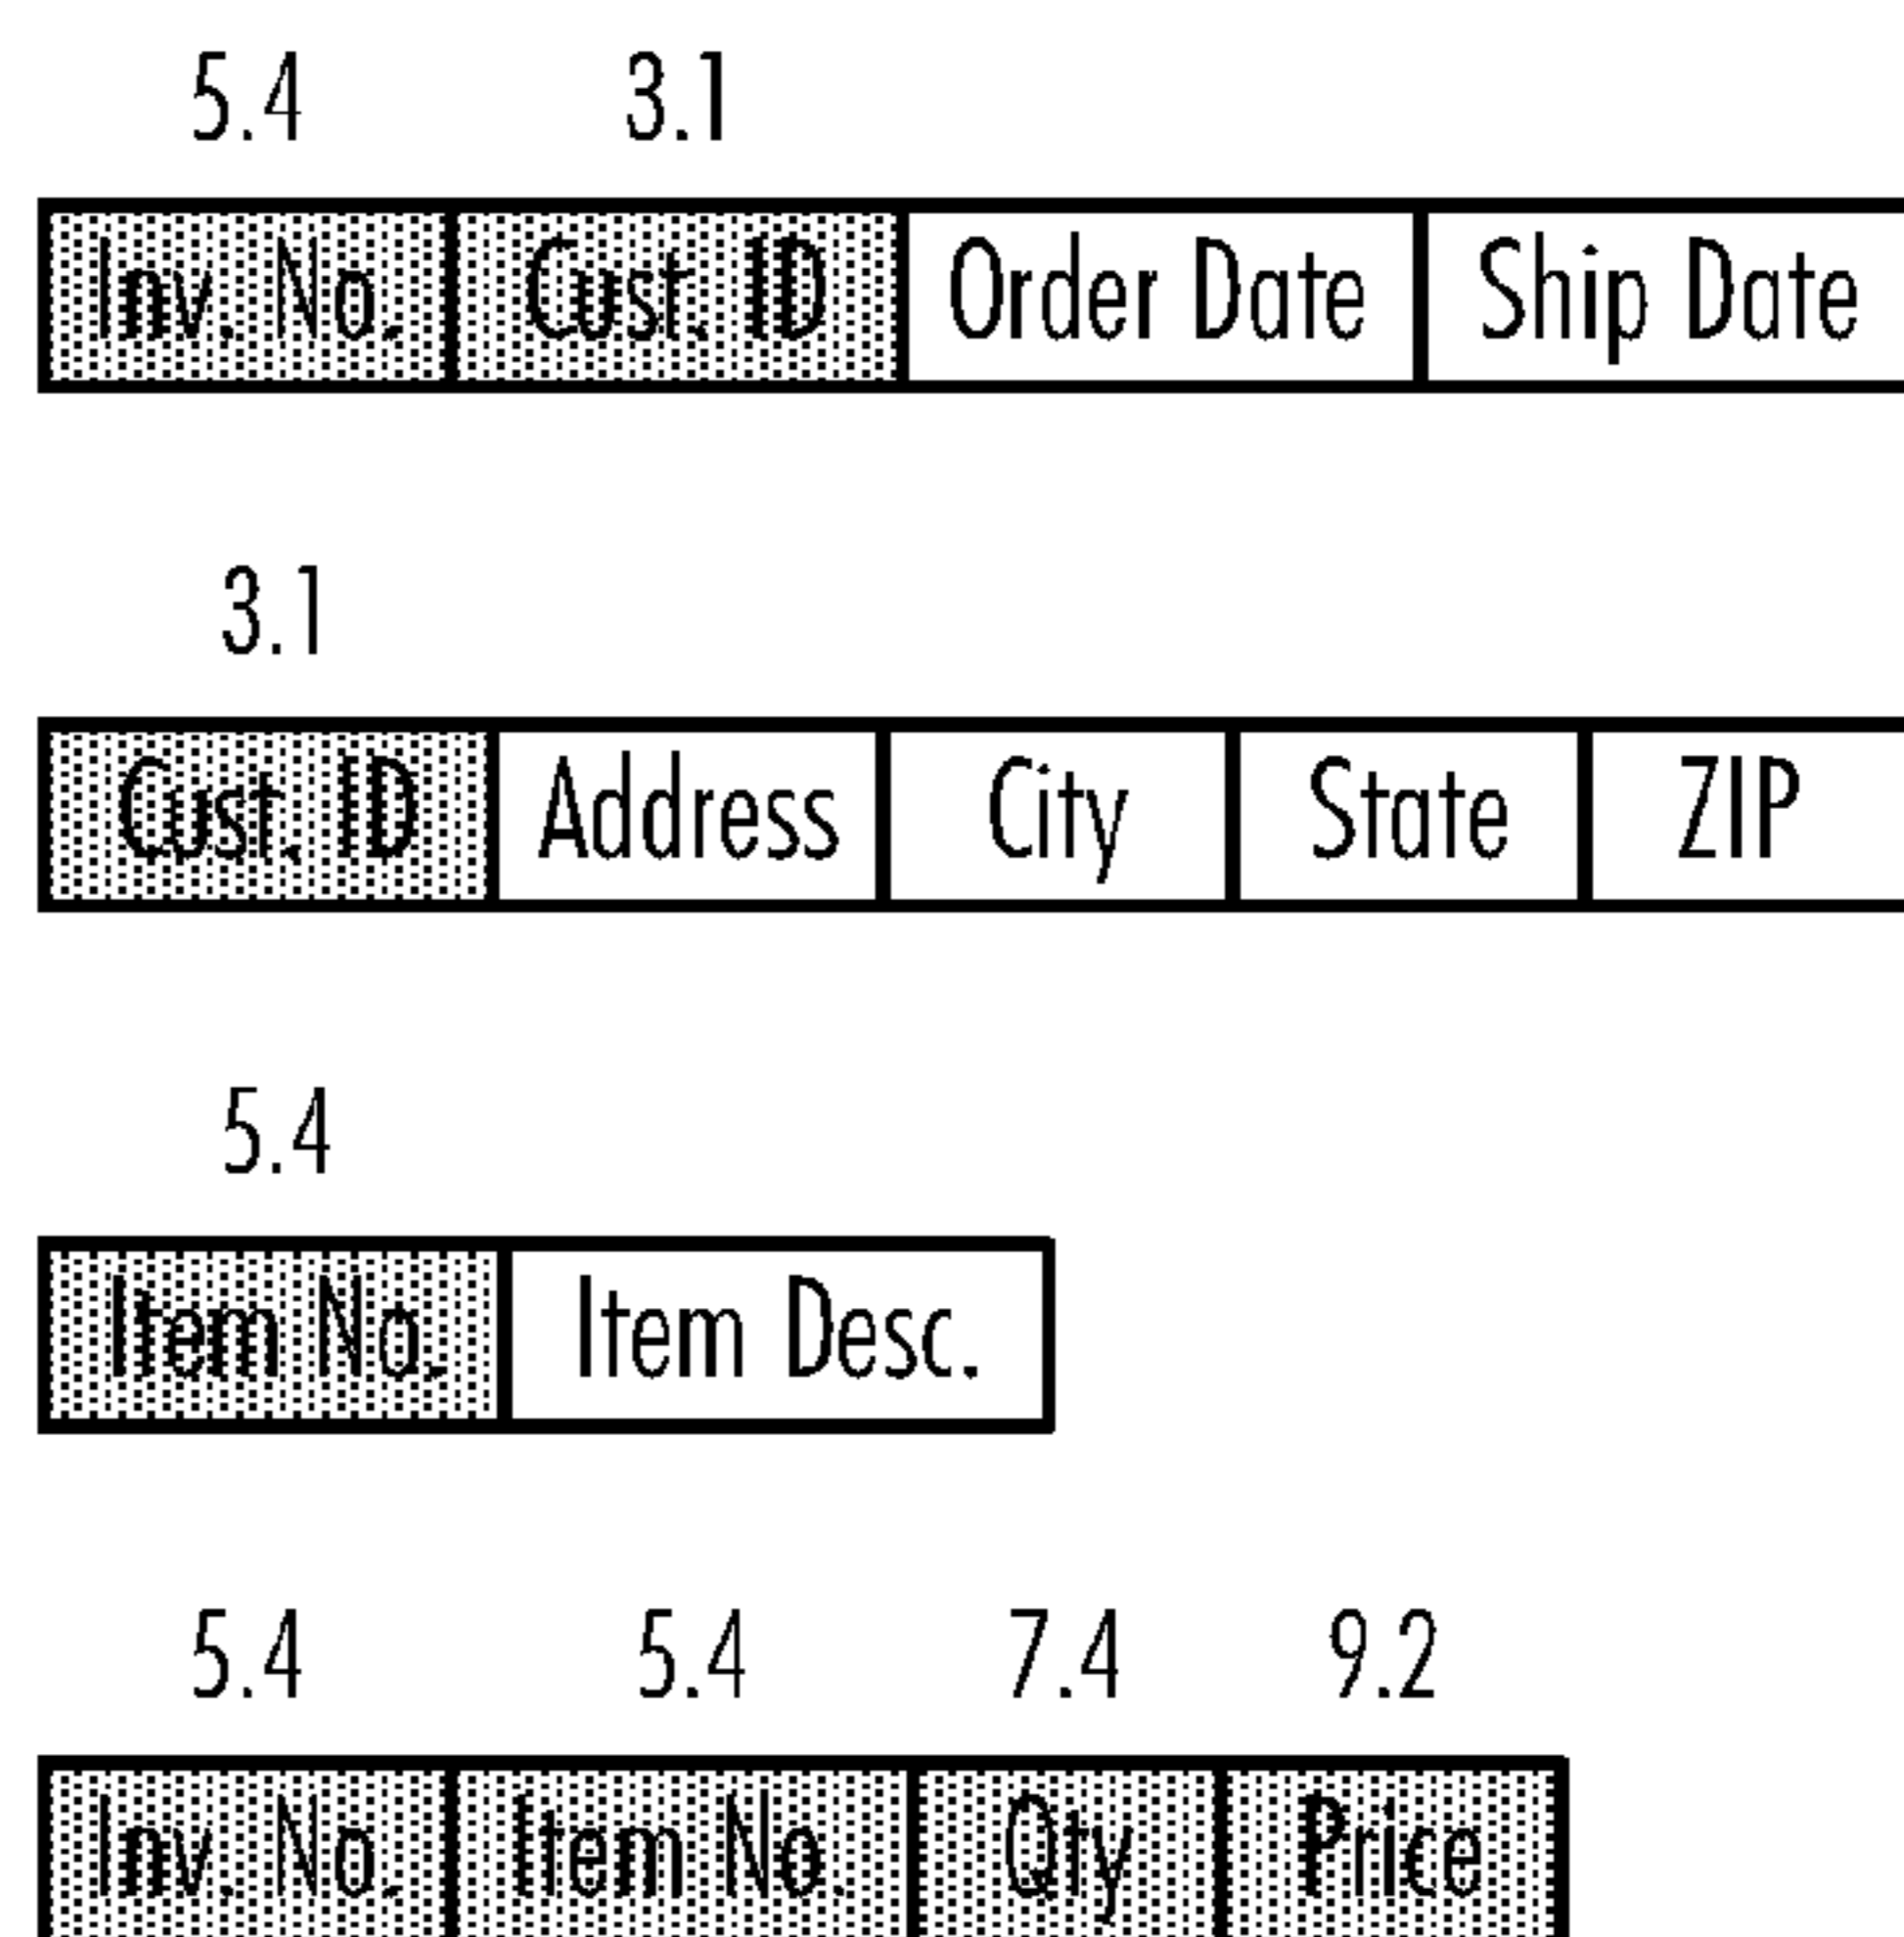 5.4 3.1
Inv. No. Cust. ID Order Date Ship Date
3.1
Cust. ID Address City State ZIP
5.4
Item No. Item Desc.
5.4 5.4 7.4 9.2
Inv. No. Item No. Qty Price